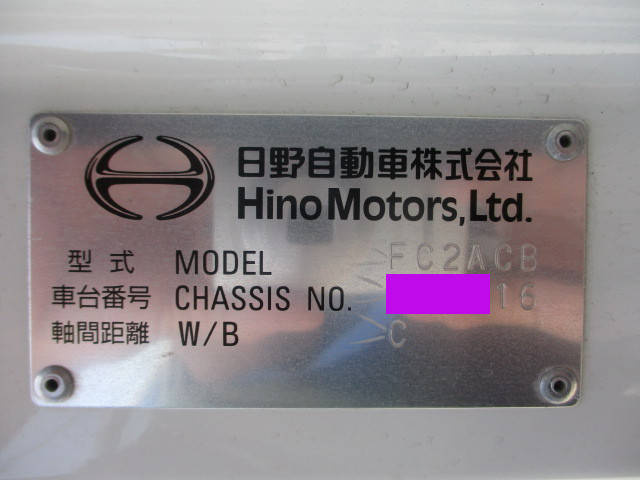 日野自動車株式会社
Hino Motors, Ltd.
型式 MODEL FC2ACB
車台番号 CHASSIS NO. 16
軸間距離 W/B C